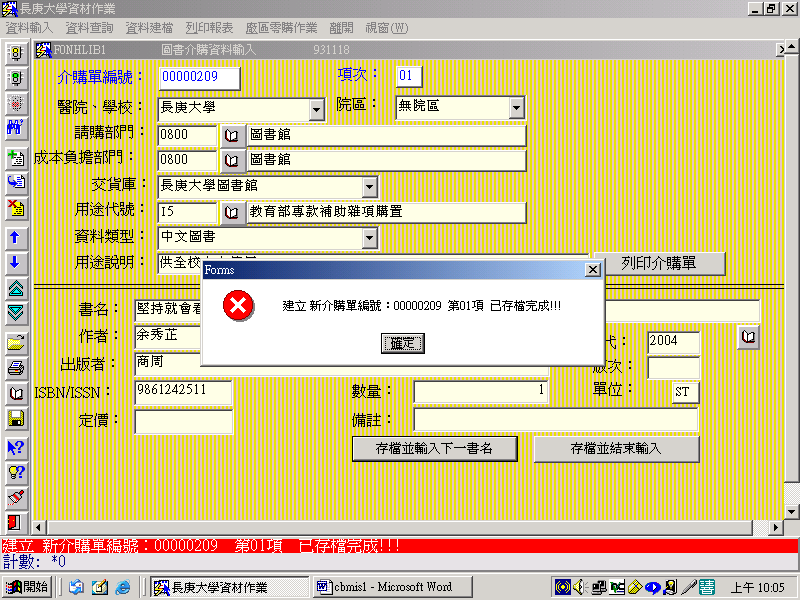 長庚大學資材作業
資料輸入 資料查詢 資料建檔 列印報表 廠區零購作業 離開 視窗(W)
FONHLIB1 圖書介購資料輸入 931118
介購單編號： 00000209 項次： 01
醫院、學校： 長庚大學 院區： 無院區
請購部門： 0800 圖書館
成本負擔部門： 0800 圖書館
交貨庫： 長庚大學圖書館
用途代號： I5 教育部專款補助雜項購置
資料類型： 中文圖書
用途說明： 供全校 列印介購單
Forms
建立 新介購單編號：00000209 第01項 已存檔完成!!!
確定
書名： 堅持就會
作者： 余秀芷 代： 2004
出版者： 商周 版次：
ISBN/ISSN： 9861242511 數量： 1 單位： ST
定價： 備註：
存檔並輸入下一書名 存檔並結束輸入
建立 新介購單編號：00000209 第01項 已存檔完成!!!
計數: *0
開始 長庚大學資材作業 cbmis1 - Microsoft Word 上午 10:05